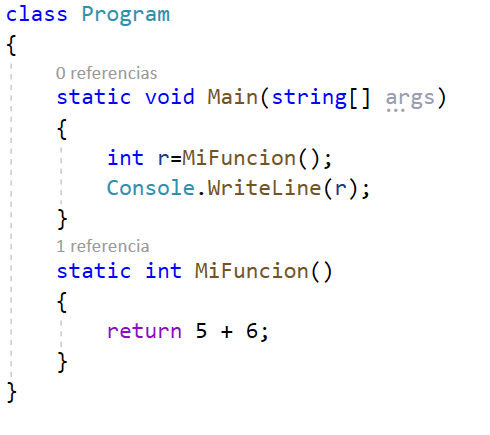 class Program
{
0 referencias
static void Main(string[] args)
{
int r=MiFuncion();
Console.WriteLine(r);
}
1 referencia
static int MiFuncion()
{
return 5 + 6;
}
}